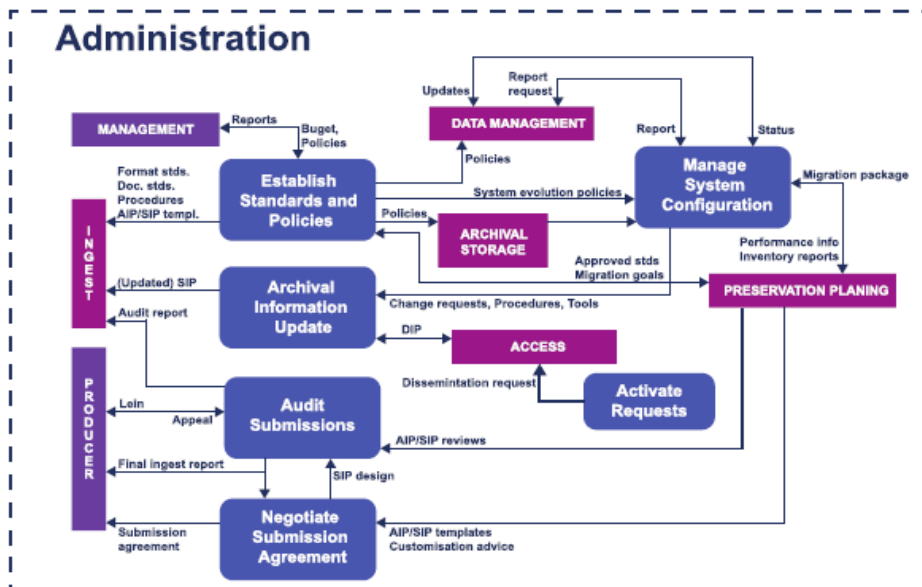 Administration
Updates
Report
request
MANAGEMENT
Reports
Buget,
Policies
DATA MANAGEMENT
Report
Status
Policies
Format stds.
Doc. stds.
Procedures
AIP/SIP templ.
Establish
Standards and
Policies
System evolution policies
Manage
System
Configuration
Migration package
Policies
ARCHIVAL
STORAGE
INGEST
Approved stds
Migration goals
Performance info
Inventory reports
PRESERVATION PLANING
(Updated) SIP
Archival
Information
Update
Change requests, Procedures, Tools
Audit report
DIP
ACCESS
Dissemintation request
Activate
Requests
PRODUCER
Lein
Appeal
Audit
Submissions
AIP/SIP reviews
Final ingest report
SIP design
Negotiate
Submission
Agreement
Submission
agreement
AIP/SIP templates
Customisation advice